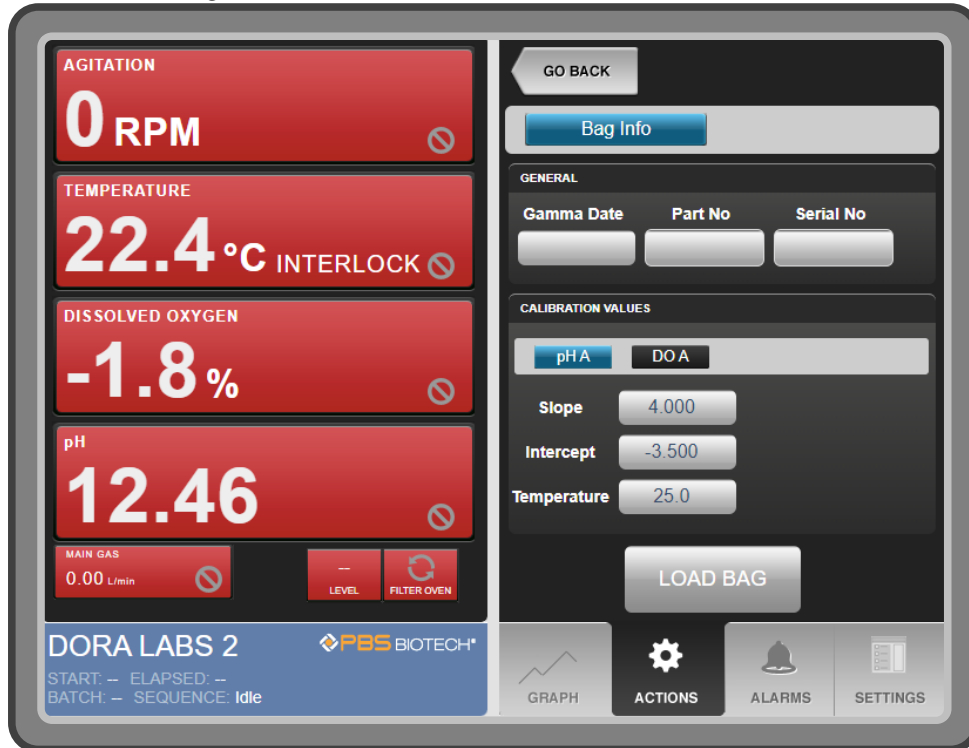 AGITATION
0 RPM
TEMPERATURE
22.4 °C INTERLOCK
DISSOLVED OXYGEN
-1.8 %
pH
12.46
MAIN GAS
0.00 L/min
--
LEVEL
FILTER OVEN
DORA LABS 2
PBS BIOTECH®
START: -- ELAPSED: --
BATCH: -- SEQUENCE: Idle
GO BACK
Bag Info
GENERAL
Gamma Date Part No Serial No
CALIBRATION VALUES
pH A DO A
Slope 4.000
Intercept -3.500
Temperature 25.0
LOAD BAG
GRAPH ACTIONS ALARMS SETTINGS